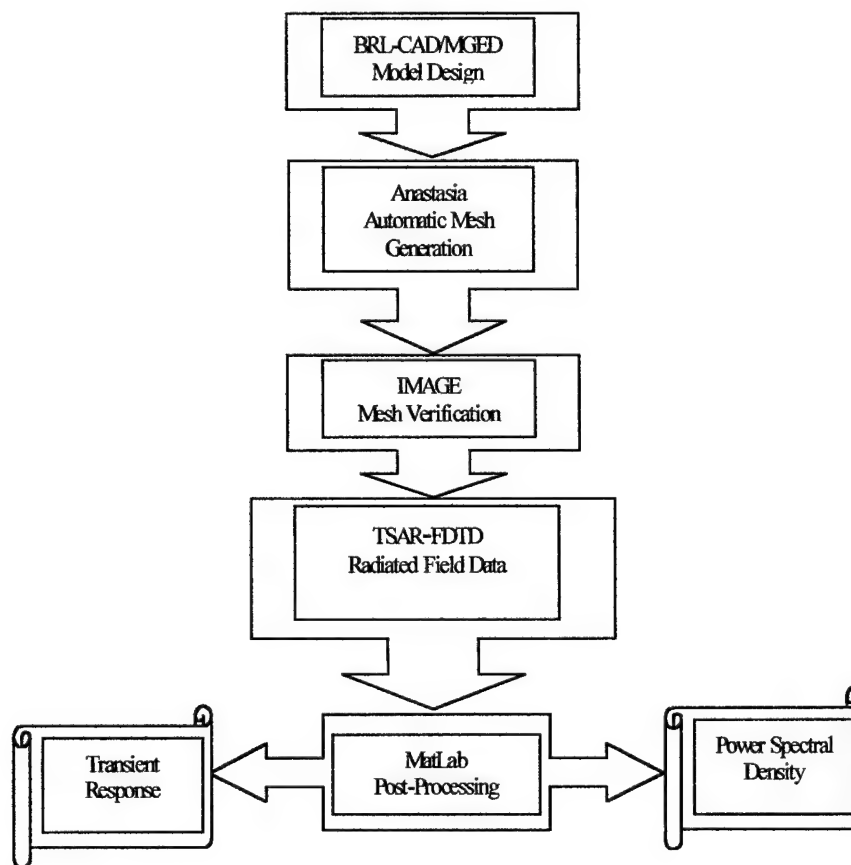 BRL-CAD/MGED
Model Design
Anastasia
Automatic Mesh
Generation
IMAGE
Mesh Verification
TSAR-FDTD
Radiated Field Data
Transient
Response
MatLab
Post-Processing
Power Spectral
Density